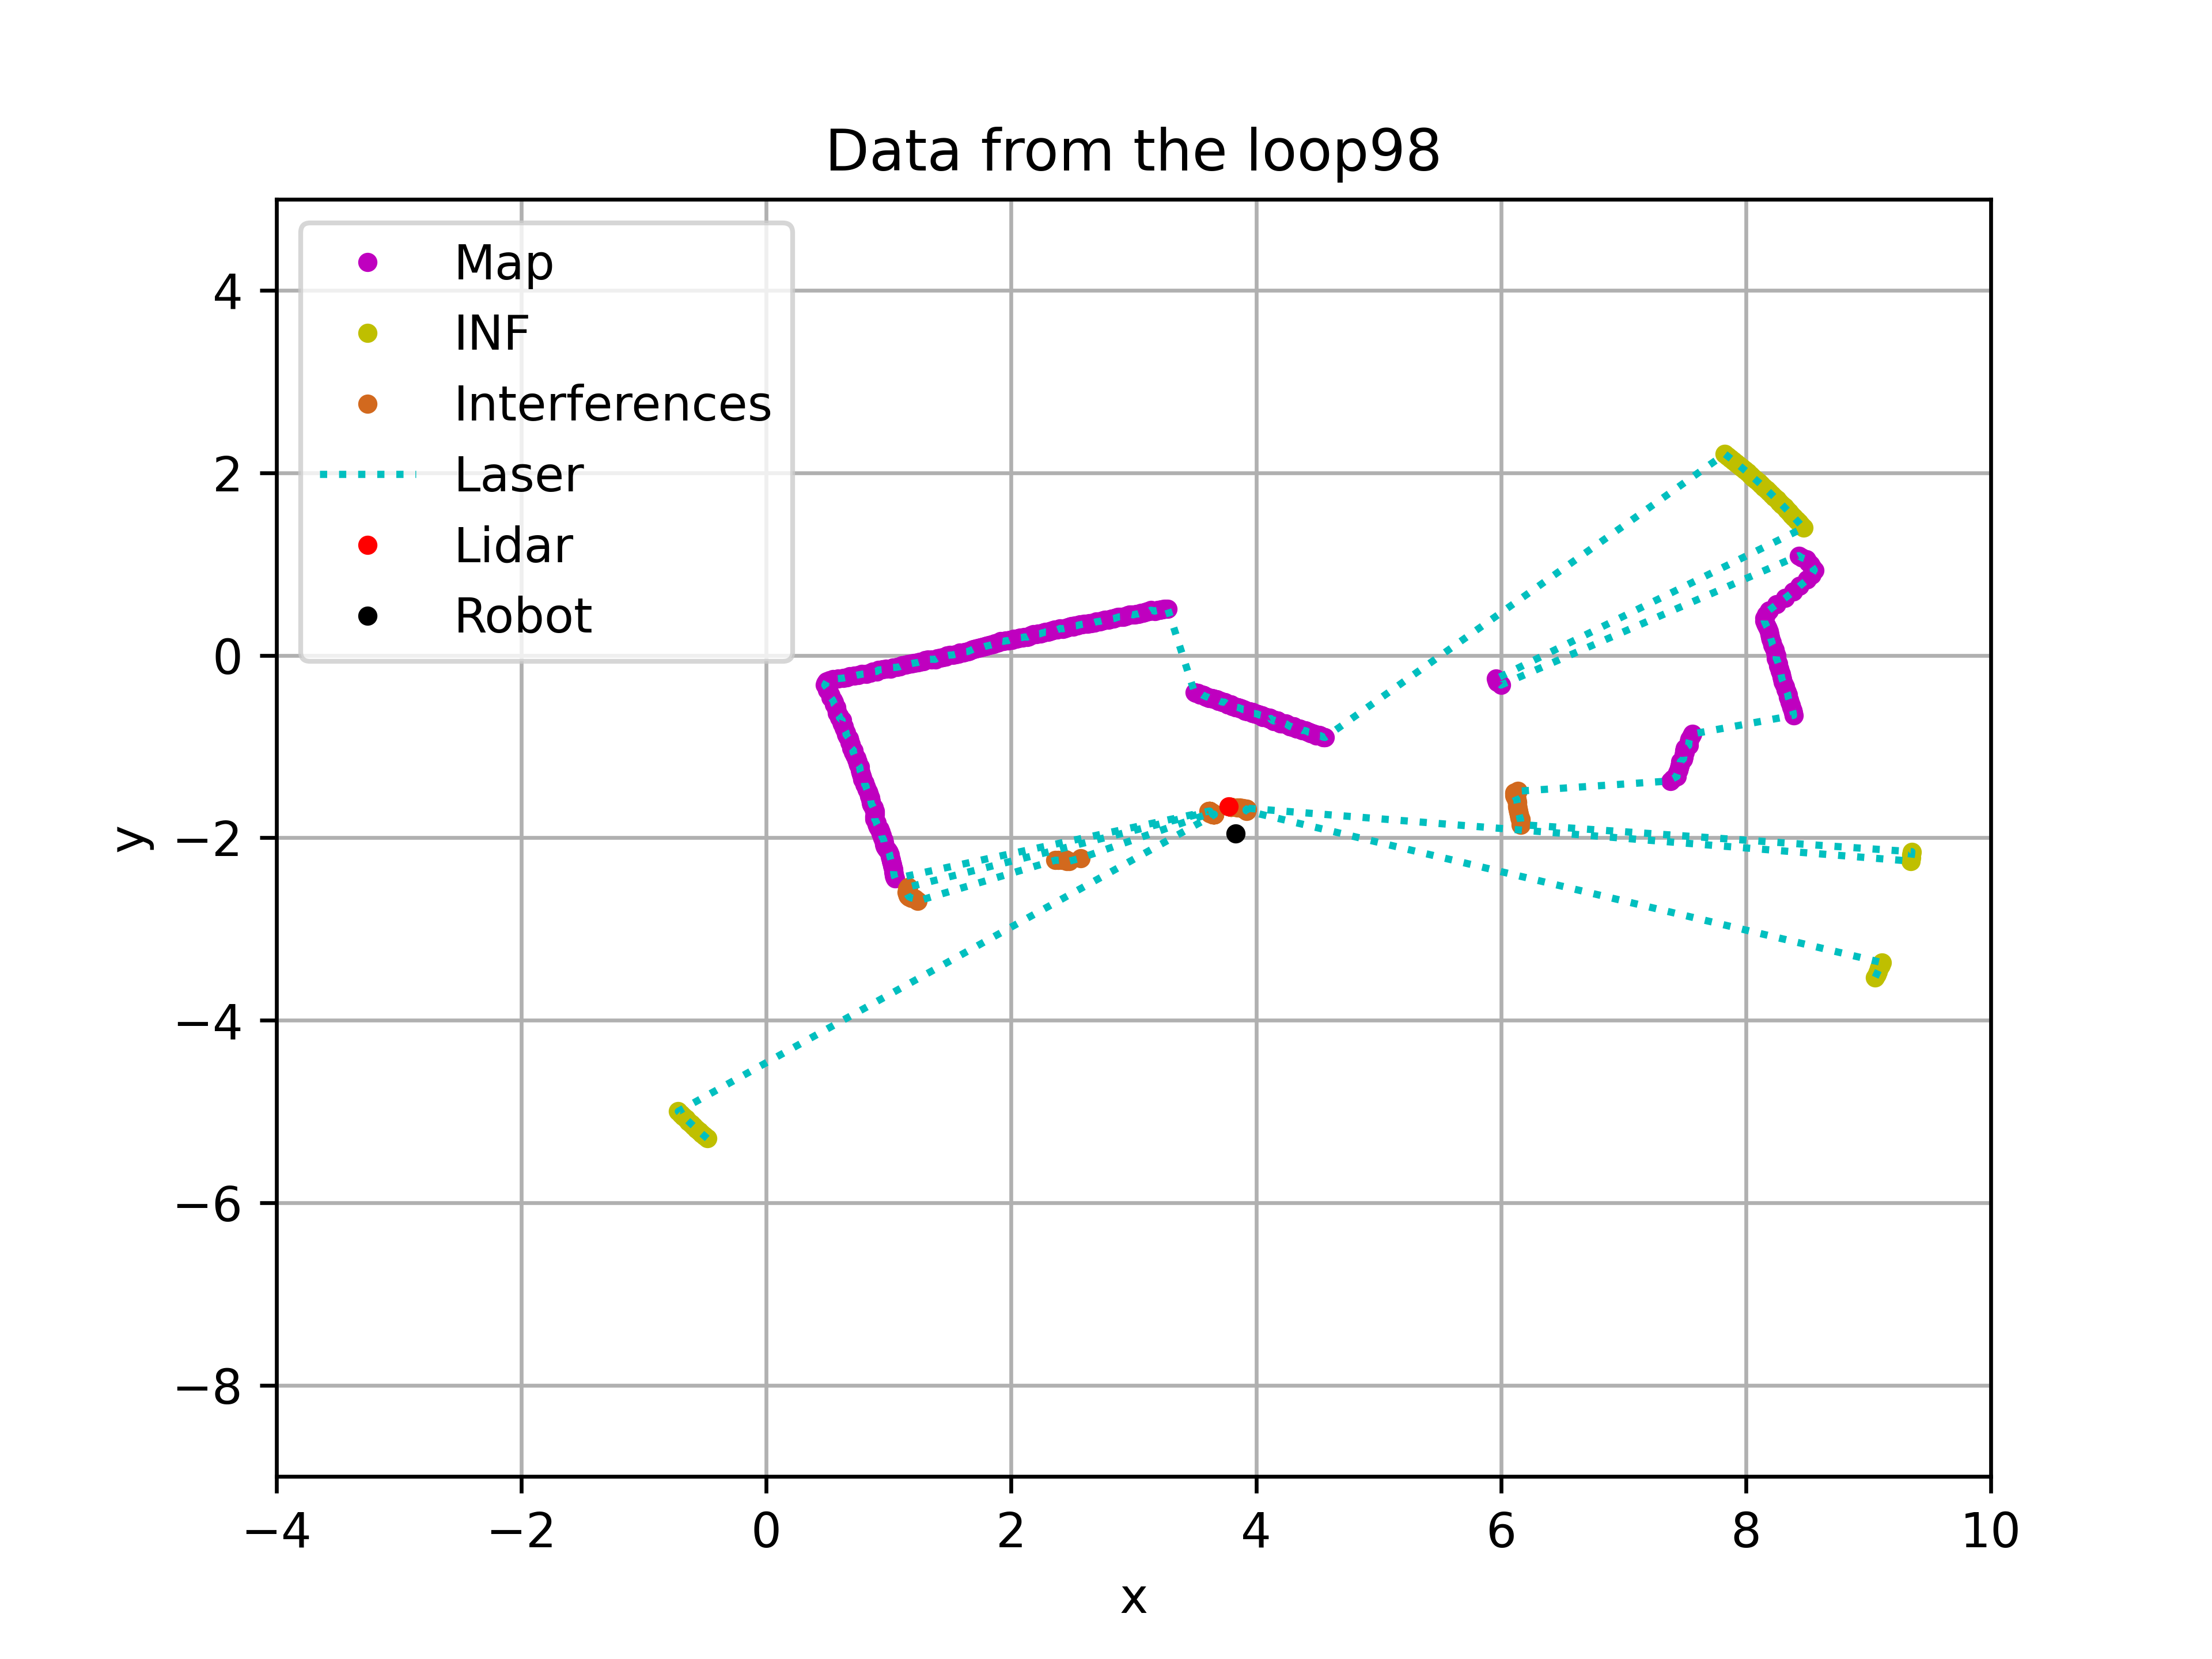 Data from the loop98
Map
INF
Interferences
Laser
Lidar
Robot
4
2
0
−2
−4
−6
−8
y
−4 −2 0 2 4 6 8 10
x